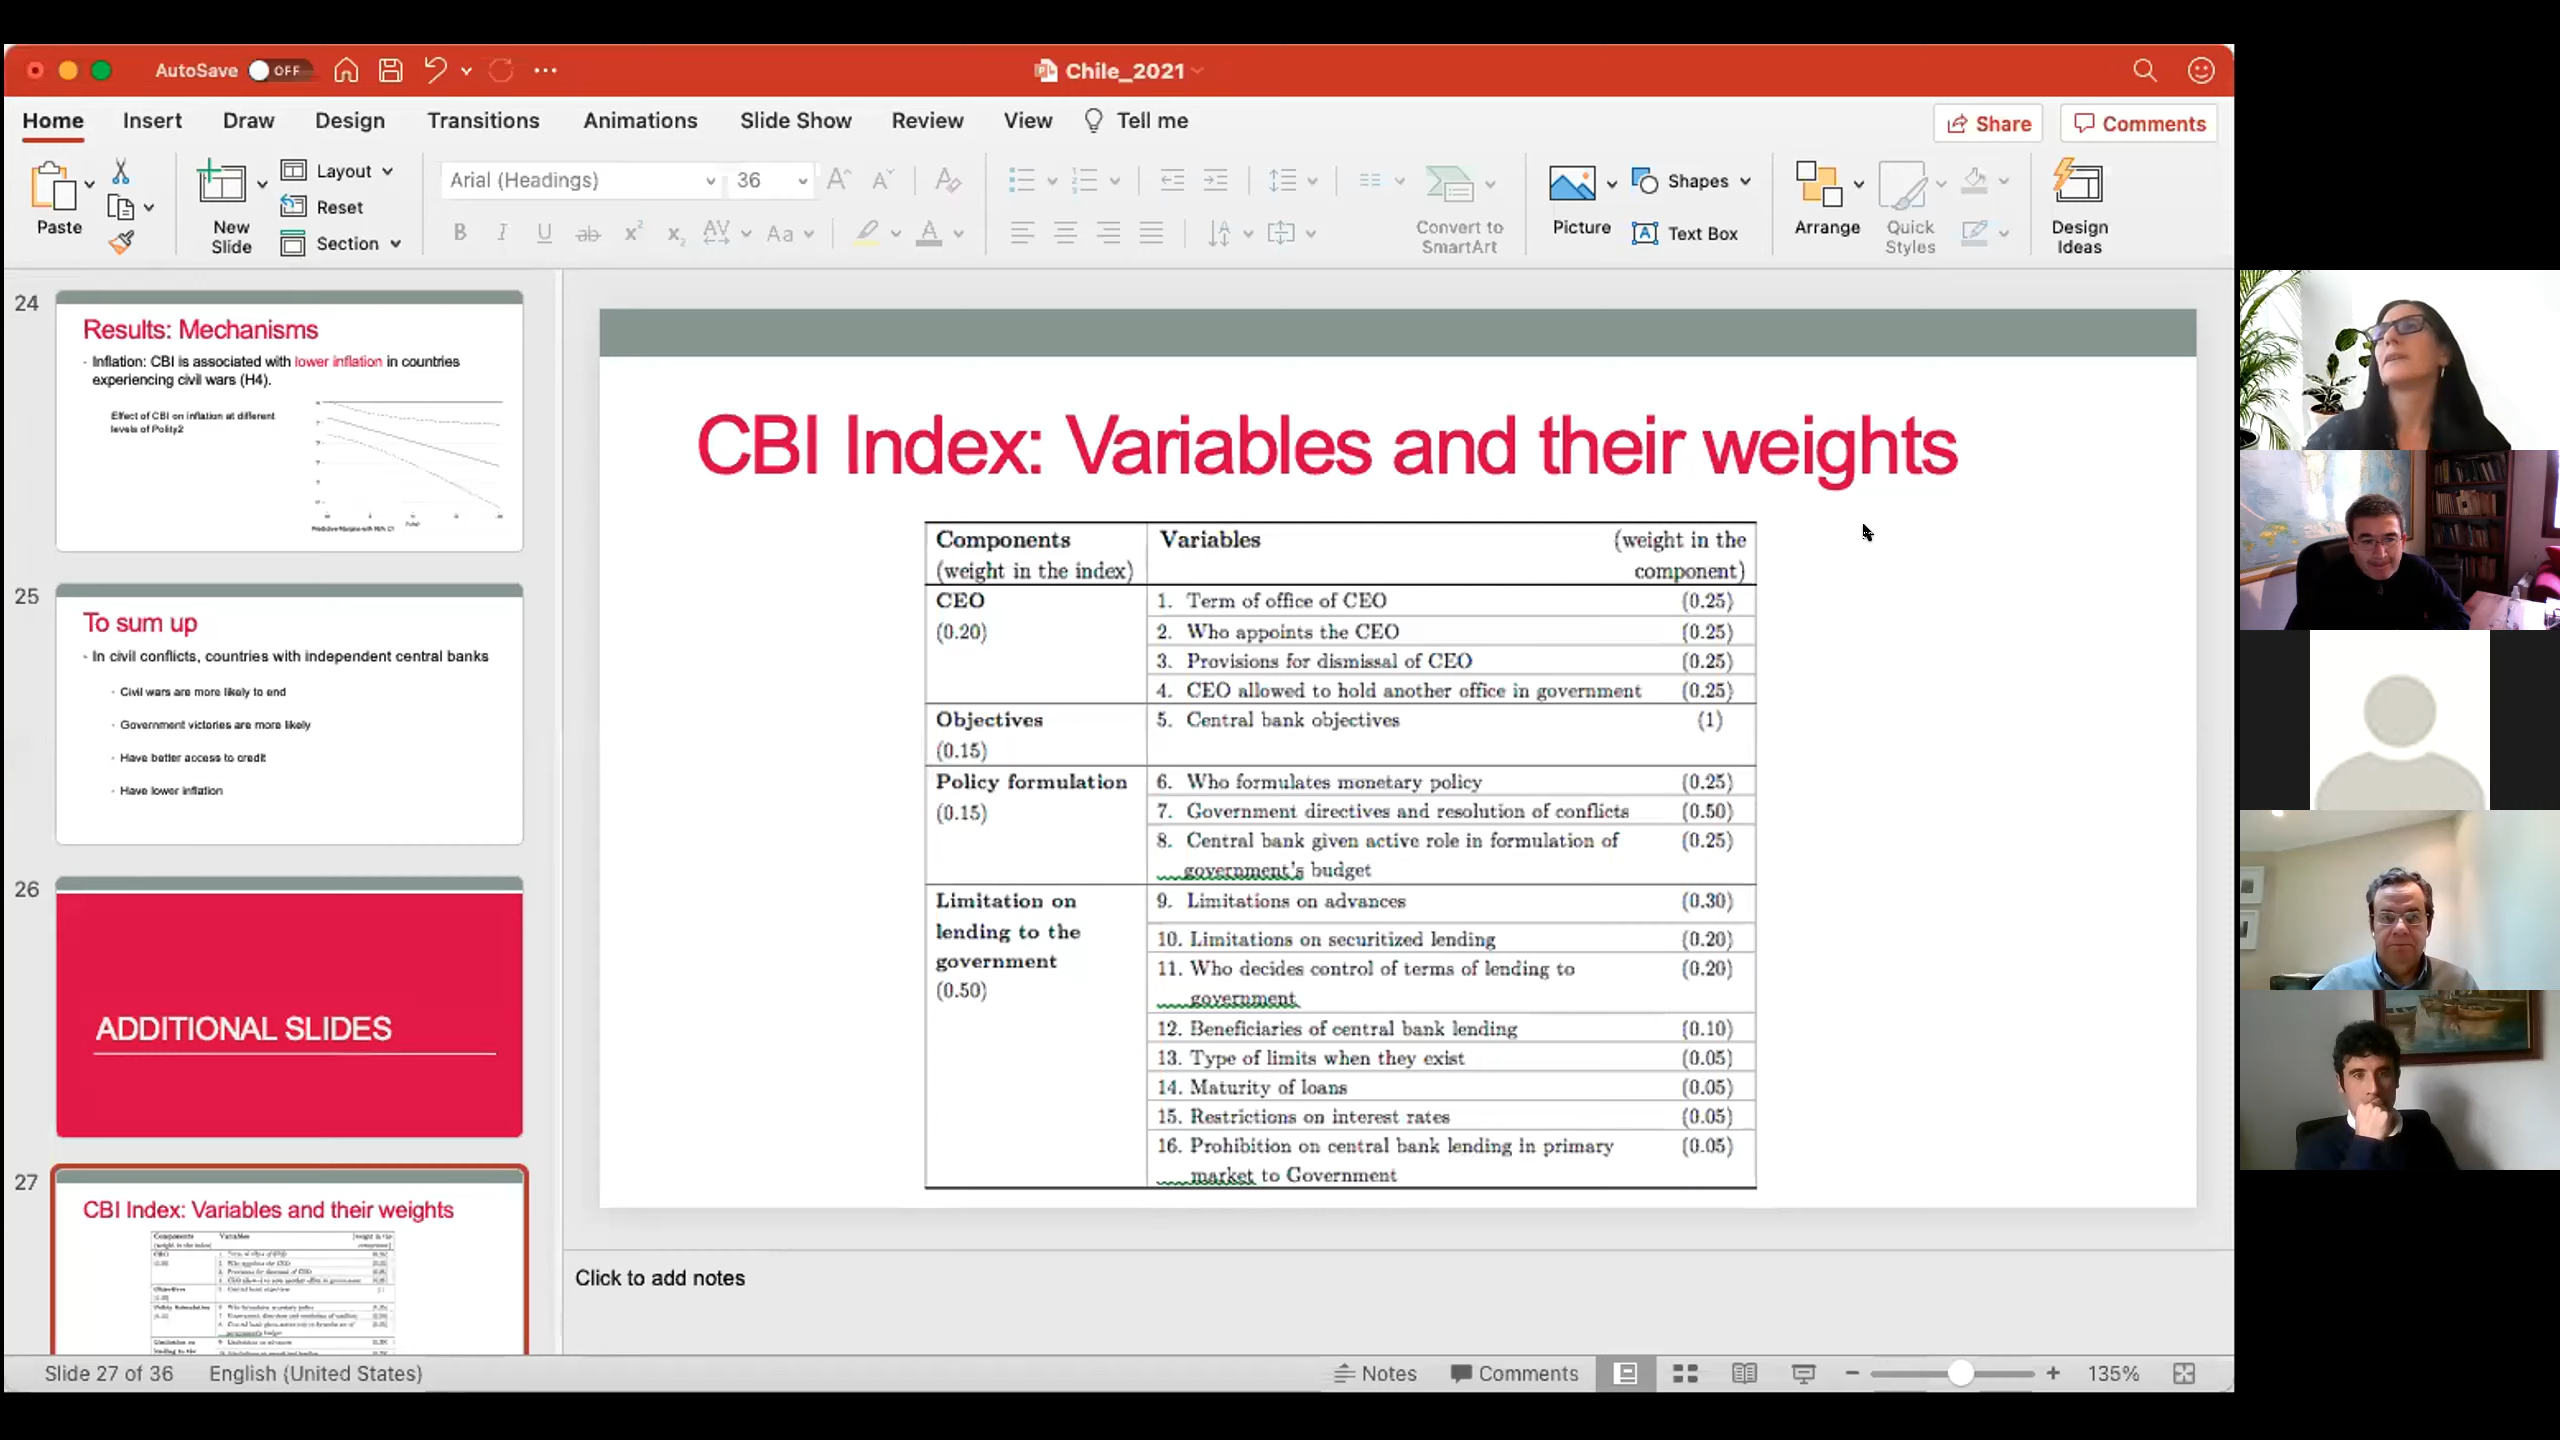 AutoSave OFF
Chile_2021
Home Insert Draw Design Transitions Animations Slide Show Review View Tell me
Share Comments
Paste
New
Slide
Layout
Reset
Section
Arial (Headings) 36
Convert to
SmartArt
Picture
Shapes
Text Box
Arrange
Quick
Styles
Design
Ideas
24
Results: Mechanisms
- Inflation: CBI is associated with lower inflation in countries
experiencing civil wars (H4).
Effect of CBI on inflation at different
levels of Polity2
25
To sum up
- In civil conflicts, countries with independent central banks
- Civil wars are more likely to end
- Government victories are more likely
- Have better access to credit
- Have lower inflation
26
ADDITIONAL SLIDES
27
CBI Index: Variables and their weights
CBI Index: Variables and their weights
Components Variables (weight in the
(weight in the index) component)
CEO 1. Term of office of CEO (0.25)
(0.20) 2. Who appoints the CEO (0.25)
3. Provisions for dismissal of CEO (0.25)
4. CEO allowed to hold another office in government (0.25)
Objectives 5. Central bank objectives (1)
(0.15)
Policy formulation 6. Who formulates monetary policy (0.25)
(0.15) 7. Government directives and resolution of conflicts (0.50)
8. Central bank given active role in formulation of (0.25)
government's budget
Limitation on 9. Limitations on advances (0.30)
lending to the 10. Limitations on securitized lending (0.20)
government 11. Who decides control of terms of lending to (0.20)
(0.50) government
12. Beneficiaries of central bank lending (0.10)
13. Type of limits when they exist (0.05)
14. Maturity of loans (0.05)
15. Restrictions on interest rates (0.05)
16. Prohibition on central bank lending in primary (0.05)
market to Government
Click to add notes
Slide 27 of 36 English (United States) Notes Comments 135%